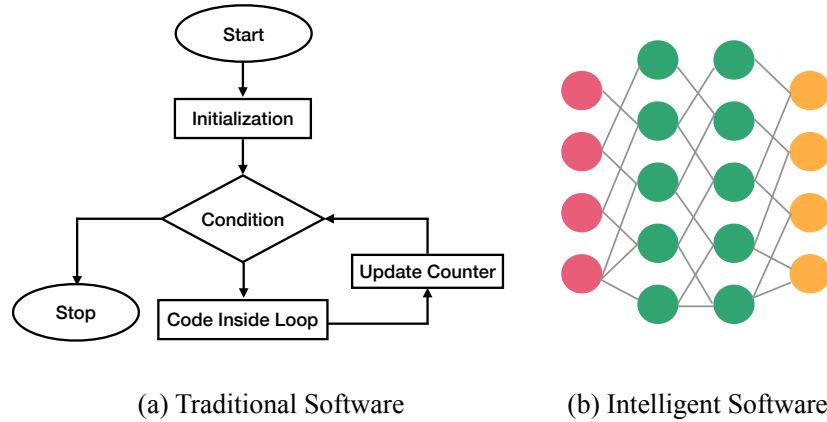 Start
Initialization
Condition
Update Counter
Stop
Code Inside Loop
(a) Traditional Software
(b) Intelligent Software